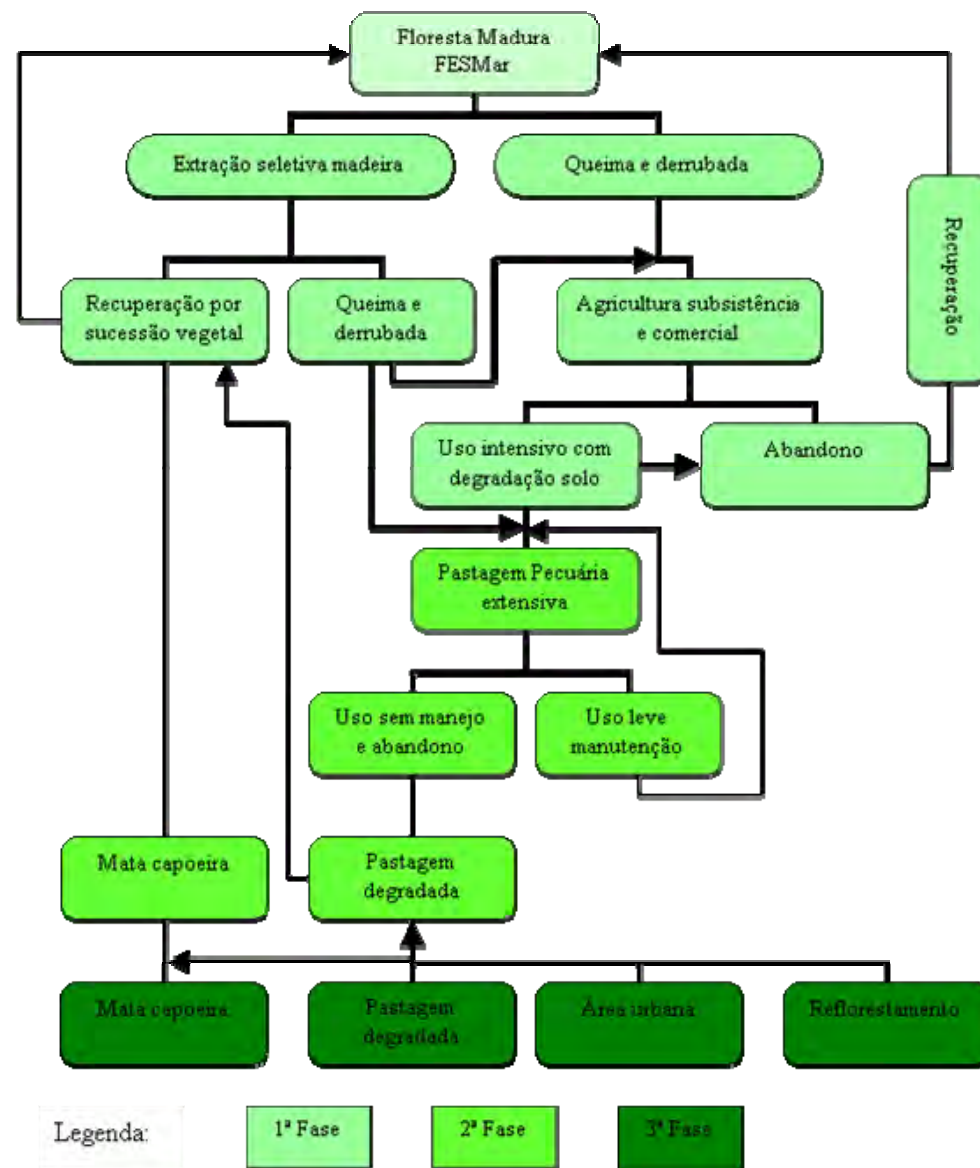 Floresta Madura
FESMar
Extração seletiva madeira
Queima e derrubada
Recuperação
Recuperação por
sucessão vegetal
Queima e
derrubada
Agricultura subsistência
e comercial
Uso intensivo com
degradação solo
Abandono
Pastagem Pecuária
extensiva
Uso sem manejo
e abandono
Uso leve
manutenção
Mata capoeira
Pastagem
degradada
Mata capoeira
Pastagem
degradada
Área urbana
Reflorestamento
Legenda:
1ª Fase
2ª Fase
3ª Fase